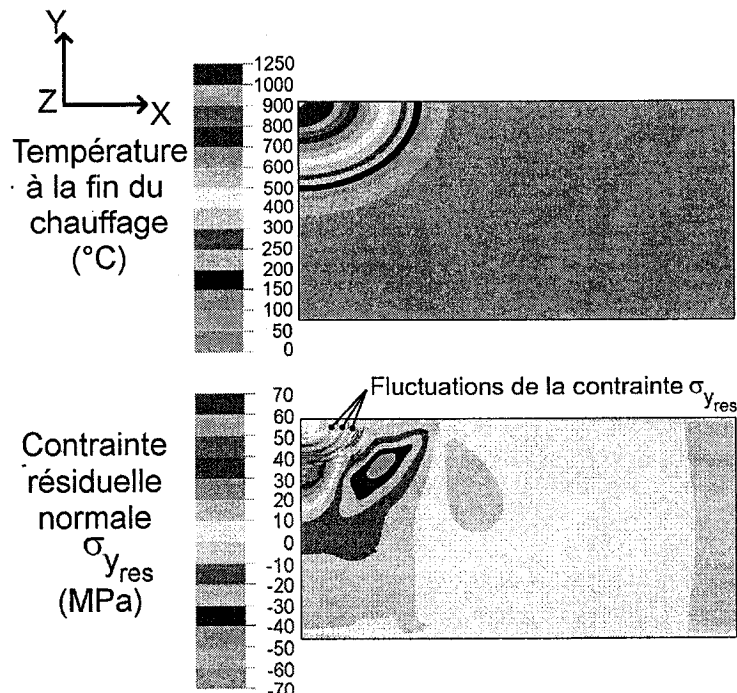 Y
Z
X
Température
à la fin du
chauffage
(°C)
1250
1000
900
800
700
600
500
400
300
250
200
150
100
50
0
Fluctuations de la contrainte σyres
Contrainte
résiduelle
normale
σyres
(MPa)
70
60
50
40
30
20
10
0
-10
-20
-30
-40
-50
-60
-70